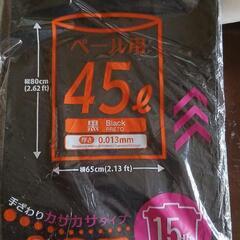 ペール用
45ℓ
縦80cm
(2.62 ft)
黒 Black
PRETO
厚さ 0.013mm
横65cm(2.13 ft)
手ざわりカサカサタイプ
15